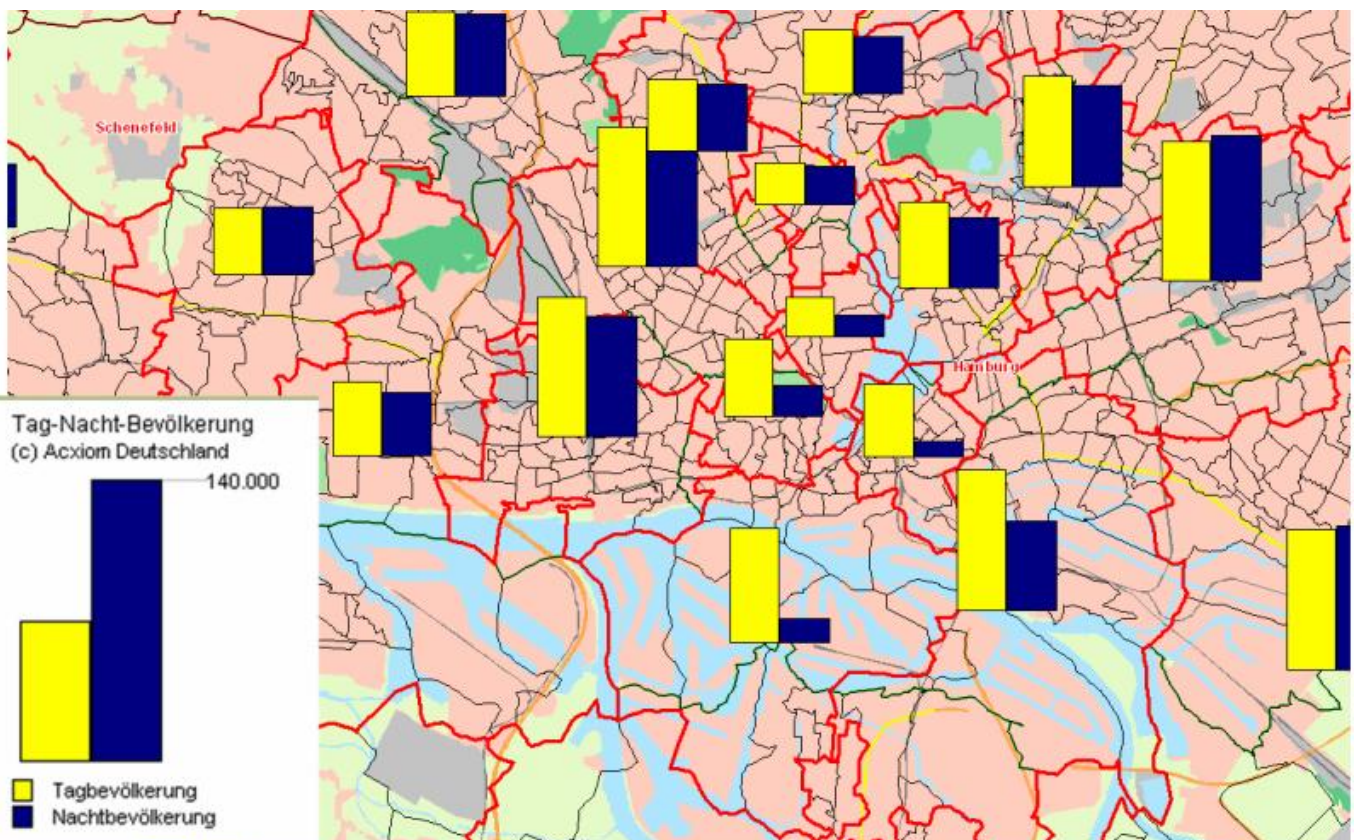 Schenefeld
Hamburg
Tag-Nacht-Bevölkerung
(c) Acxiom Deutschland
140.000
Tagbevölkerung
Nachtbevölkerung